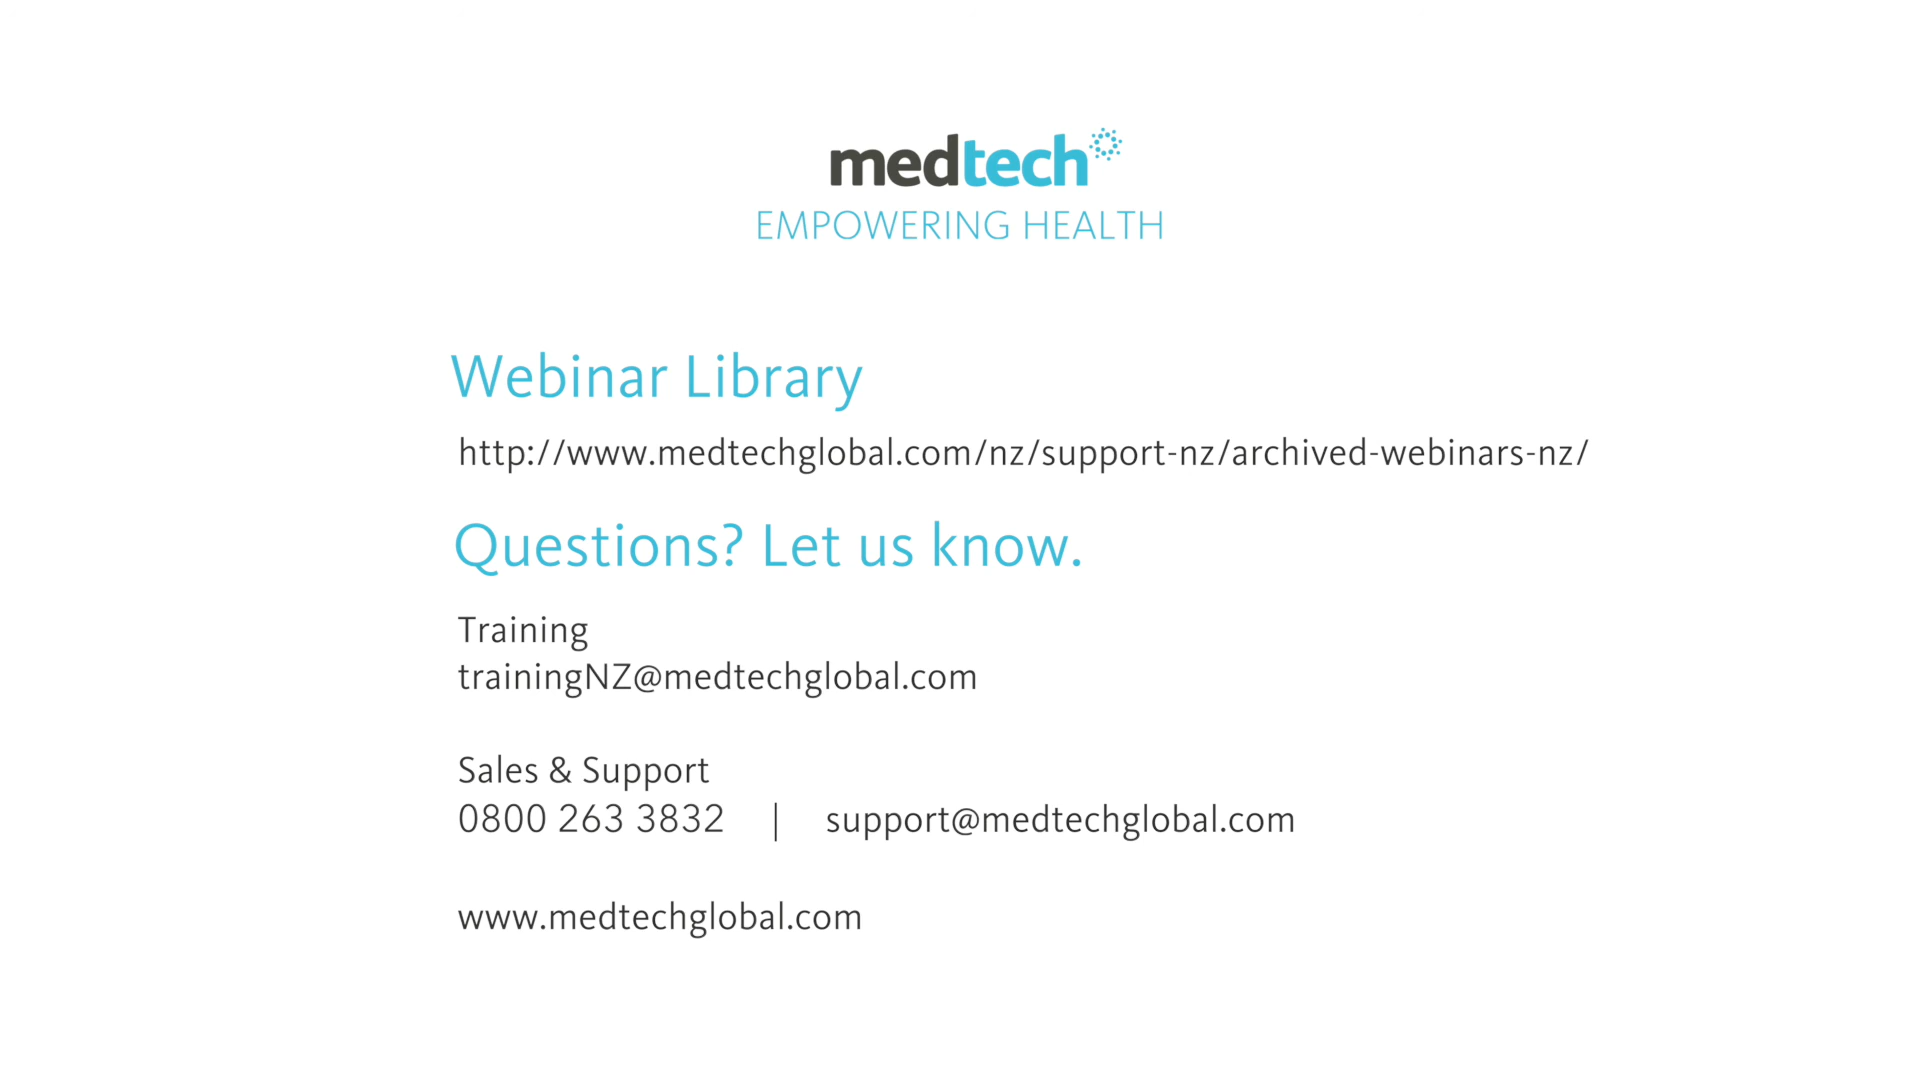 medtech
EMPOWERING HEALTH
Webinar Library
http://www.medtechglobal.com/nz/support-nz/archived-webinars-nz/
Questions? Let us know.
Training
trainingNZ@medtechglobal.com
Sales & Support
0800 263 3832 | support@medtechglobal.com
www.medtechglobal.com